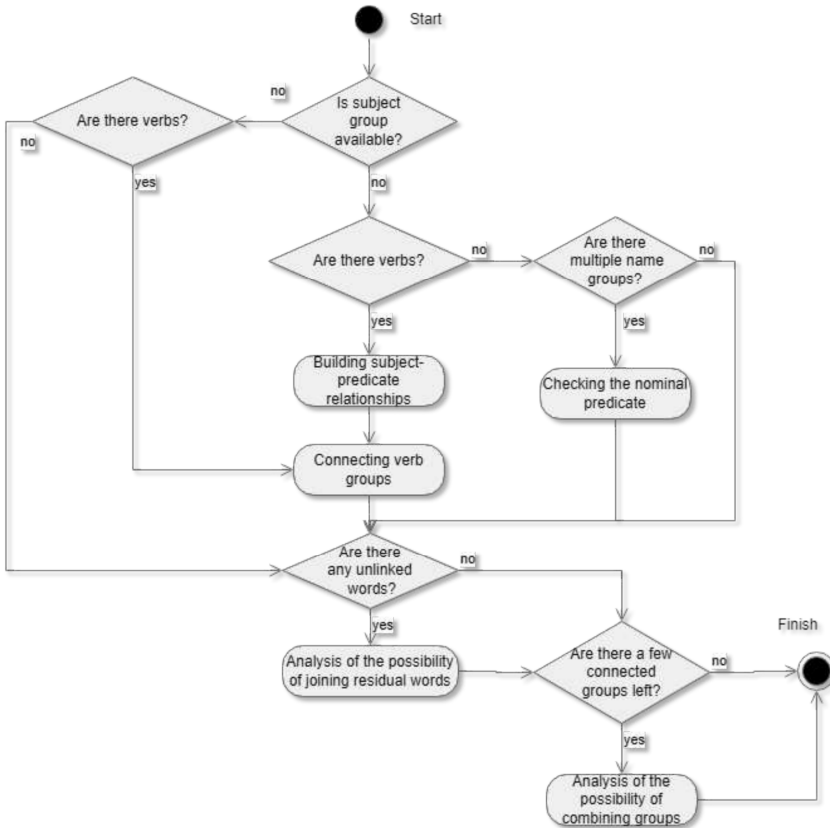 Start
Is subject
group
available?
no
Are there verbs?
no
yes
no
Are there verbs?
no
Are there
multiple name
groups?
no
yes
yes
Building subject-
predicate
relationships
Checking the nominal
predicate
Connecting verb
groups
Are there
any unlinked
words?
no
yes
Analysis of the possibility
of joining residual words
Are there a few
connected
groups left?
no
Finish
yes
Analysis of the
possibility of
combining groups